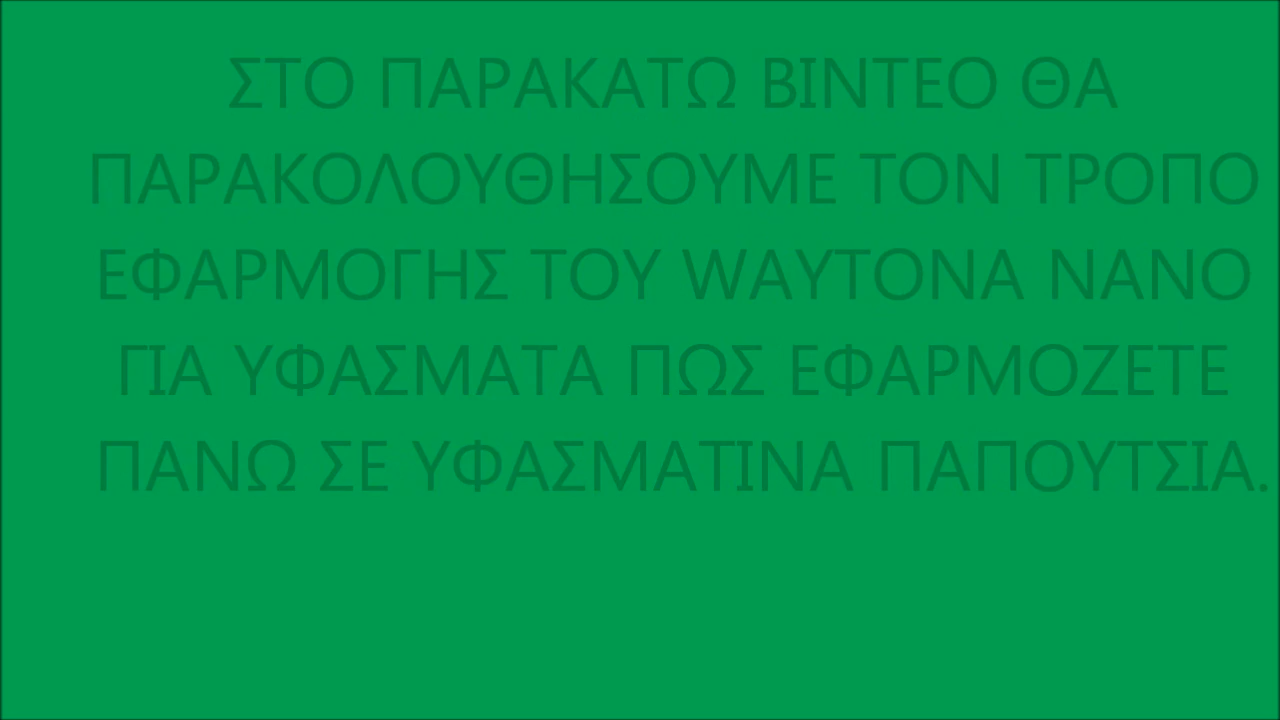 ΣΤΟ ΠΑΡΑΚΑΤΩ ΒΙΝΤΕΟ ΘΑ
ΠΑΡΑΚΟΛΟΥΘΗΣΟΥΜΕ ΤΟΝ ΤΡΟΠΟ
ΕΦΑΡΜΟΓΗΣ ΤΟΥ WAYTONA NANO
ΓΙΑ ΥΦΑΣΜΑΤΑ ΠΩΣ ΕΦΑΡΜΟΖΕΤΕ
ΠΑΝΩ ΣΕ ΥΦΑΣΜΑΤΙΝΑ ΠΑΠΟΥΤΣΙΑ.